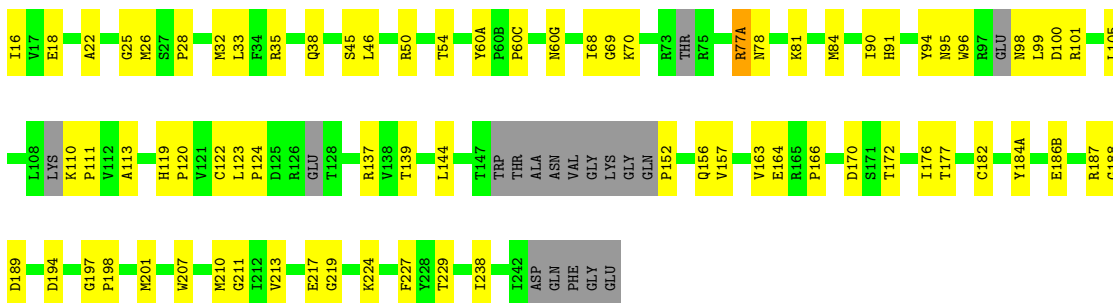 I16 V17 E18 A22 G25 M26 S27 P28 M32 L33 F34 R35 Q38 S45 L46 R50 T54 Y60A P60B P60C N60G I68 G69 K70 R73 THR R75 R77A N78 K81 M84 I90 H91 Y94 N95 W96 R97 GLU N98 L99 D100 R101
L108 LYS K110 P111 V112 A113 H119 P120 V121 C122 L123 P124 D125 R126 GLU T128 R137 V138 T139 L144 T147 TRP THR ALA ASN VAL GLY LYS GLY GLN P152 Q156 V157 V163 E164 R165 P166 D170 S171 T172 I176 T177 C182 Y184A E186B R187 G188
D189 D194 G197 P198 M201 W207 M210 G211 I212 V213 E217 G219 K224 F227 Y228 T229 I238 I242 ASP GLN PHE GLY GLU